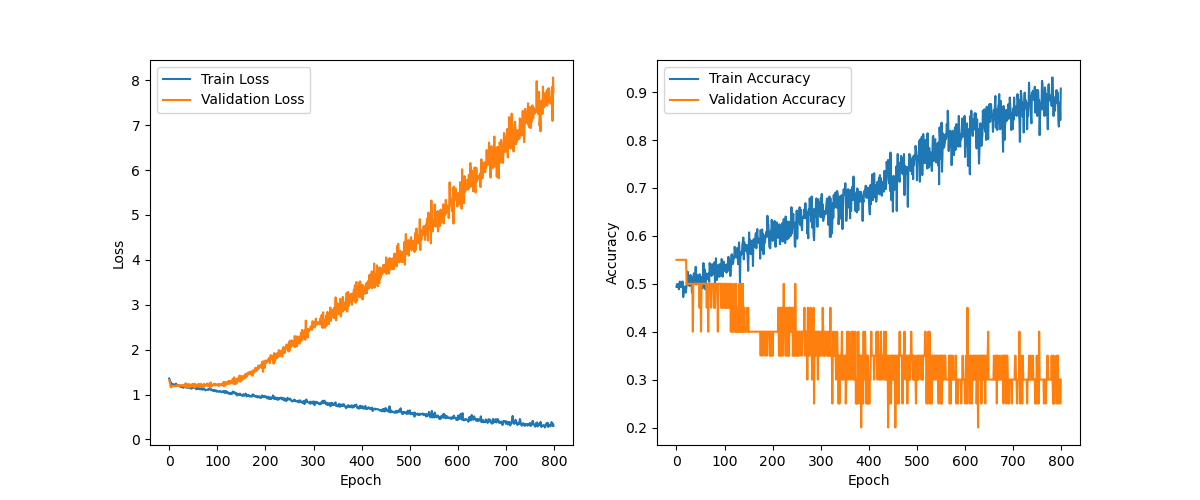 Train Loss
Validation Loss
8
7
6
5
4
3
2
1
0
Loss
0 100 200 300 400 500 600 700 800
Epoch
Train Accuracy
Validation Accuracy
0.9
0.8
0.7
0.6
0.5
0.4
0.3
0.2
Accuracy
0 100 200 300 400 500 600 700 800
Epoch